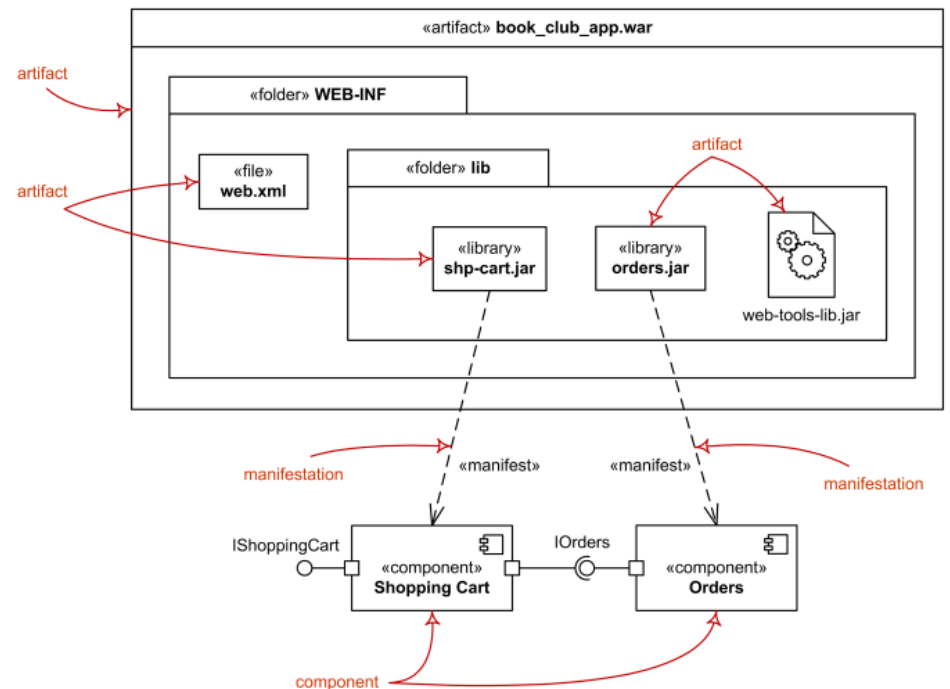 «artifact» book_club_app.war
artifact
«folder» WEB-INF
artifact
«folder» lib
«file»
web.xml
artifact
«library»
shp-cart.jar
«library»
orders.jar
web-tools-lib.jar
manifestation
«manifest»
«manifest»
manifestation
IShoppingCart
IOrders
«component»
Shopping Cart
«component»
Orders
component